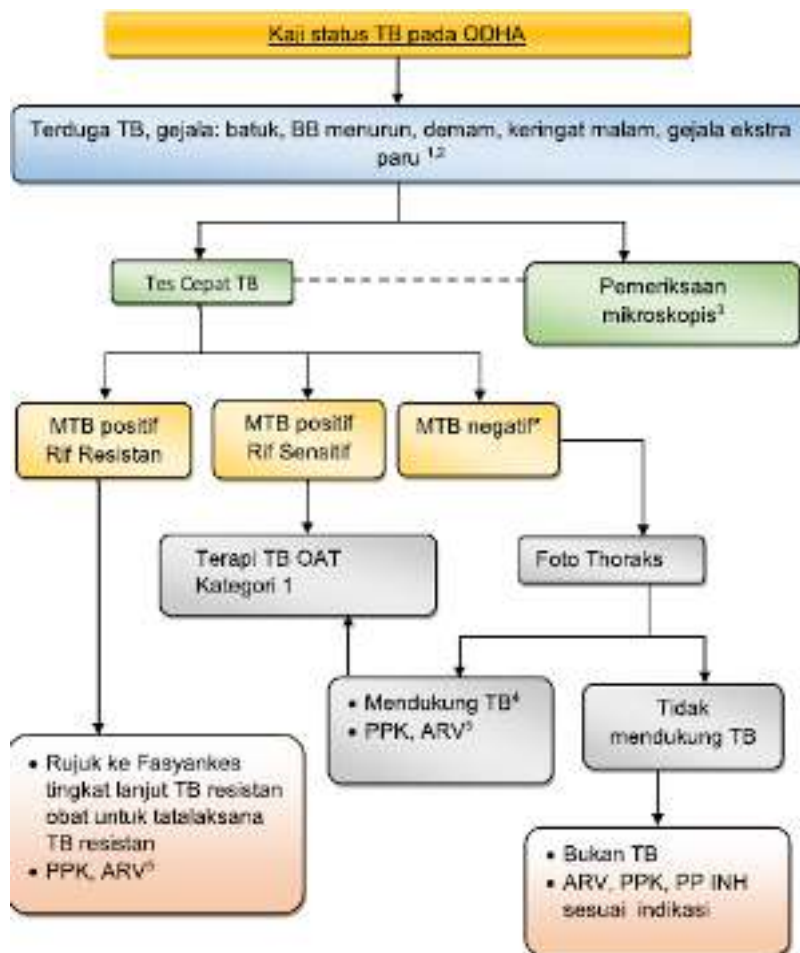 Kaji status TB pada ODHA
Terduga TB, gejala: batuk, BB menurun, demam, keringat malam, gejala ekstra
paru 1,2
Tes Cepat TB
Pemeriksaan
mikroskopis3
MTB positif
Rif Resistan
MTB positif
Rif Sensitif
MTB negatif*
Terapi TB OAT
Kategori 1
Foto Thoraks
• Mendukung TB4
• PPK, ARV5
Tidak
mendukung TB
• Rujuk ke Fasyankes
tingkat lanjut TB resistan
obat untuk tatalaksana
TB resistan
• PPK, ARV5
• Bukan TB
• ARV, PPK, PP INH
sesuai indikasi